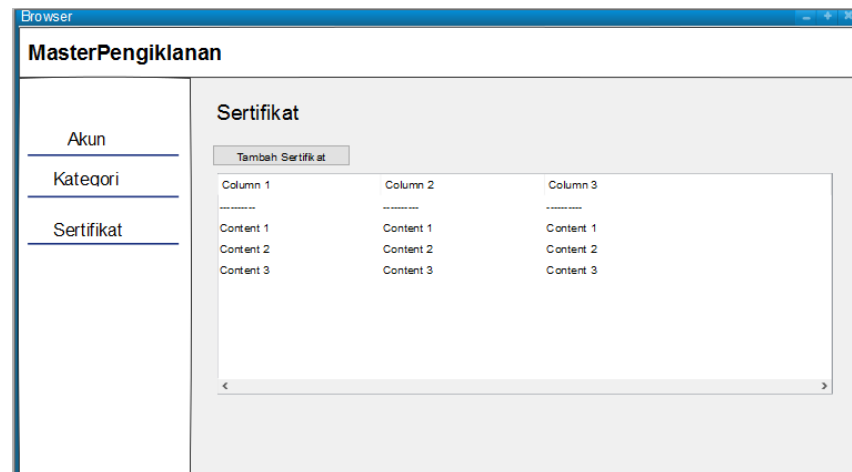 Browser
MasterPengiklanan
Akun
Kategori
Sertifikat
Sertifikat
Tambah Sertifikat
Column 1 Column 2 Column 3
---------- ---------- ----------
Content 1 Content 1 Content 1
Content 2 Content 2 Content 2
Content 3 Content 3 Content 3